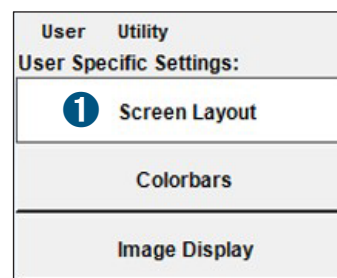 User Utility
User Specific Settings:
1 Screen Layout
Colorbars
Image Display